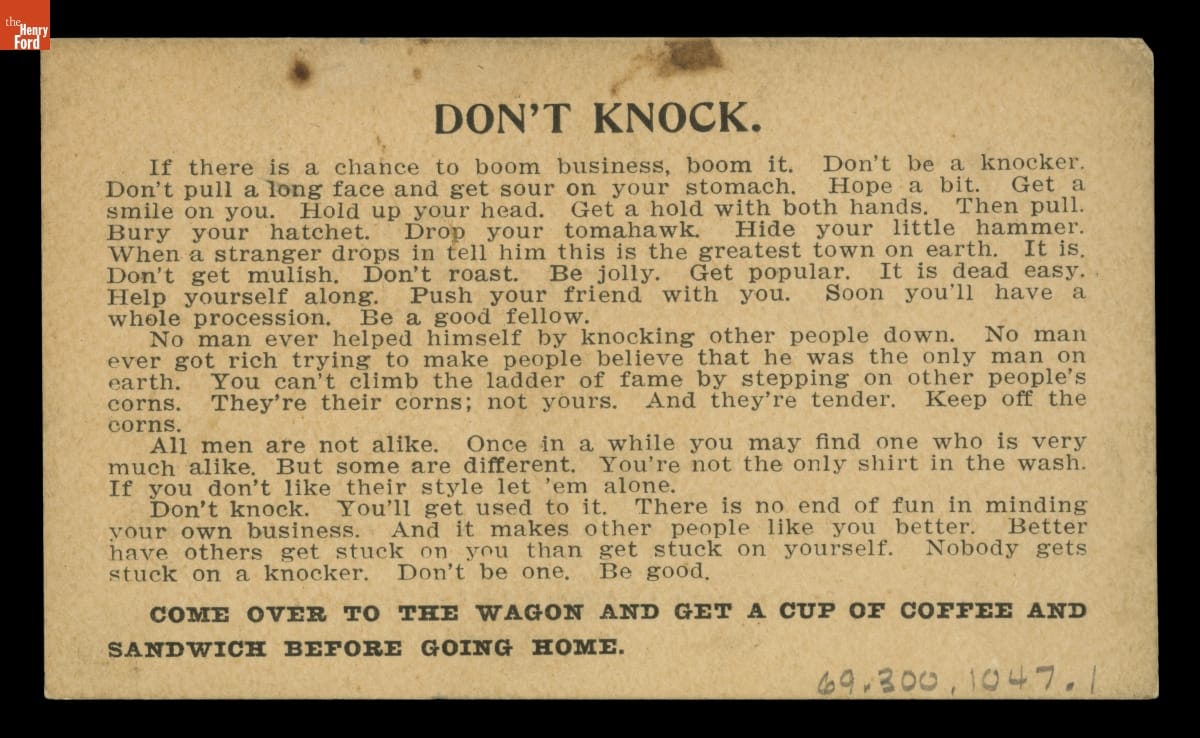 the
Henry
Ford
DON'T KNOCK.
If there is a chance to boom business, boom it. Don't be a knocker.
Don't pull a long face and get sour on your stomach. Hope a bit. Get a
smile on you. Hold up your head. Get a hold with both hands. Then pull.
Bury your hatchet. Drop your tomahawk. Hide your little hammer.
When a stranger drops in tell him this is the greatest town on earth. It is.
Don't get mulish. Don't roast. Be jolly. Get popular. It is dead easy.
Help yourself along. Push your friend with you. Soon you'll have a
whole procession. Be a good fellow.
No man ever helped himself by knocking other people down. No man
ever got rich trying to make people believe that he was the only man on
earth. You can't climb the ladder of fame by stepping on other people's
corns. They're their corns; not yours. And they're tender. Keep off the
corns.
All men are not alike. Once in a while you may find one who is very
much alike. But some are different. You're not the only shirt in the wash.
If you don't like their style let 'em alone.
Don't knock. You'll get used to it. There is no end of fun in minding
your own business. And it makes other people like you better. Better
have others get stuck on you than get stuck on yourself. Nobody gets
stuck on a knocker. Don't be one. Be good.
COME OVER TO THE WAGON AND GET A CUP OF COFFEE AND
SANDWICH BEFORE GOING HOME.
69.300.1047.1